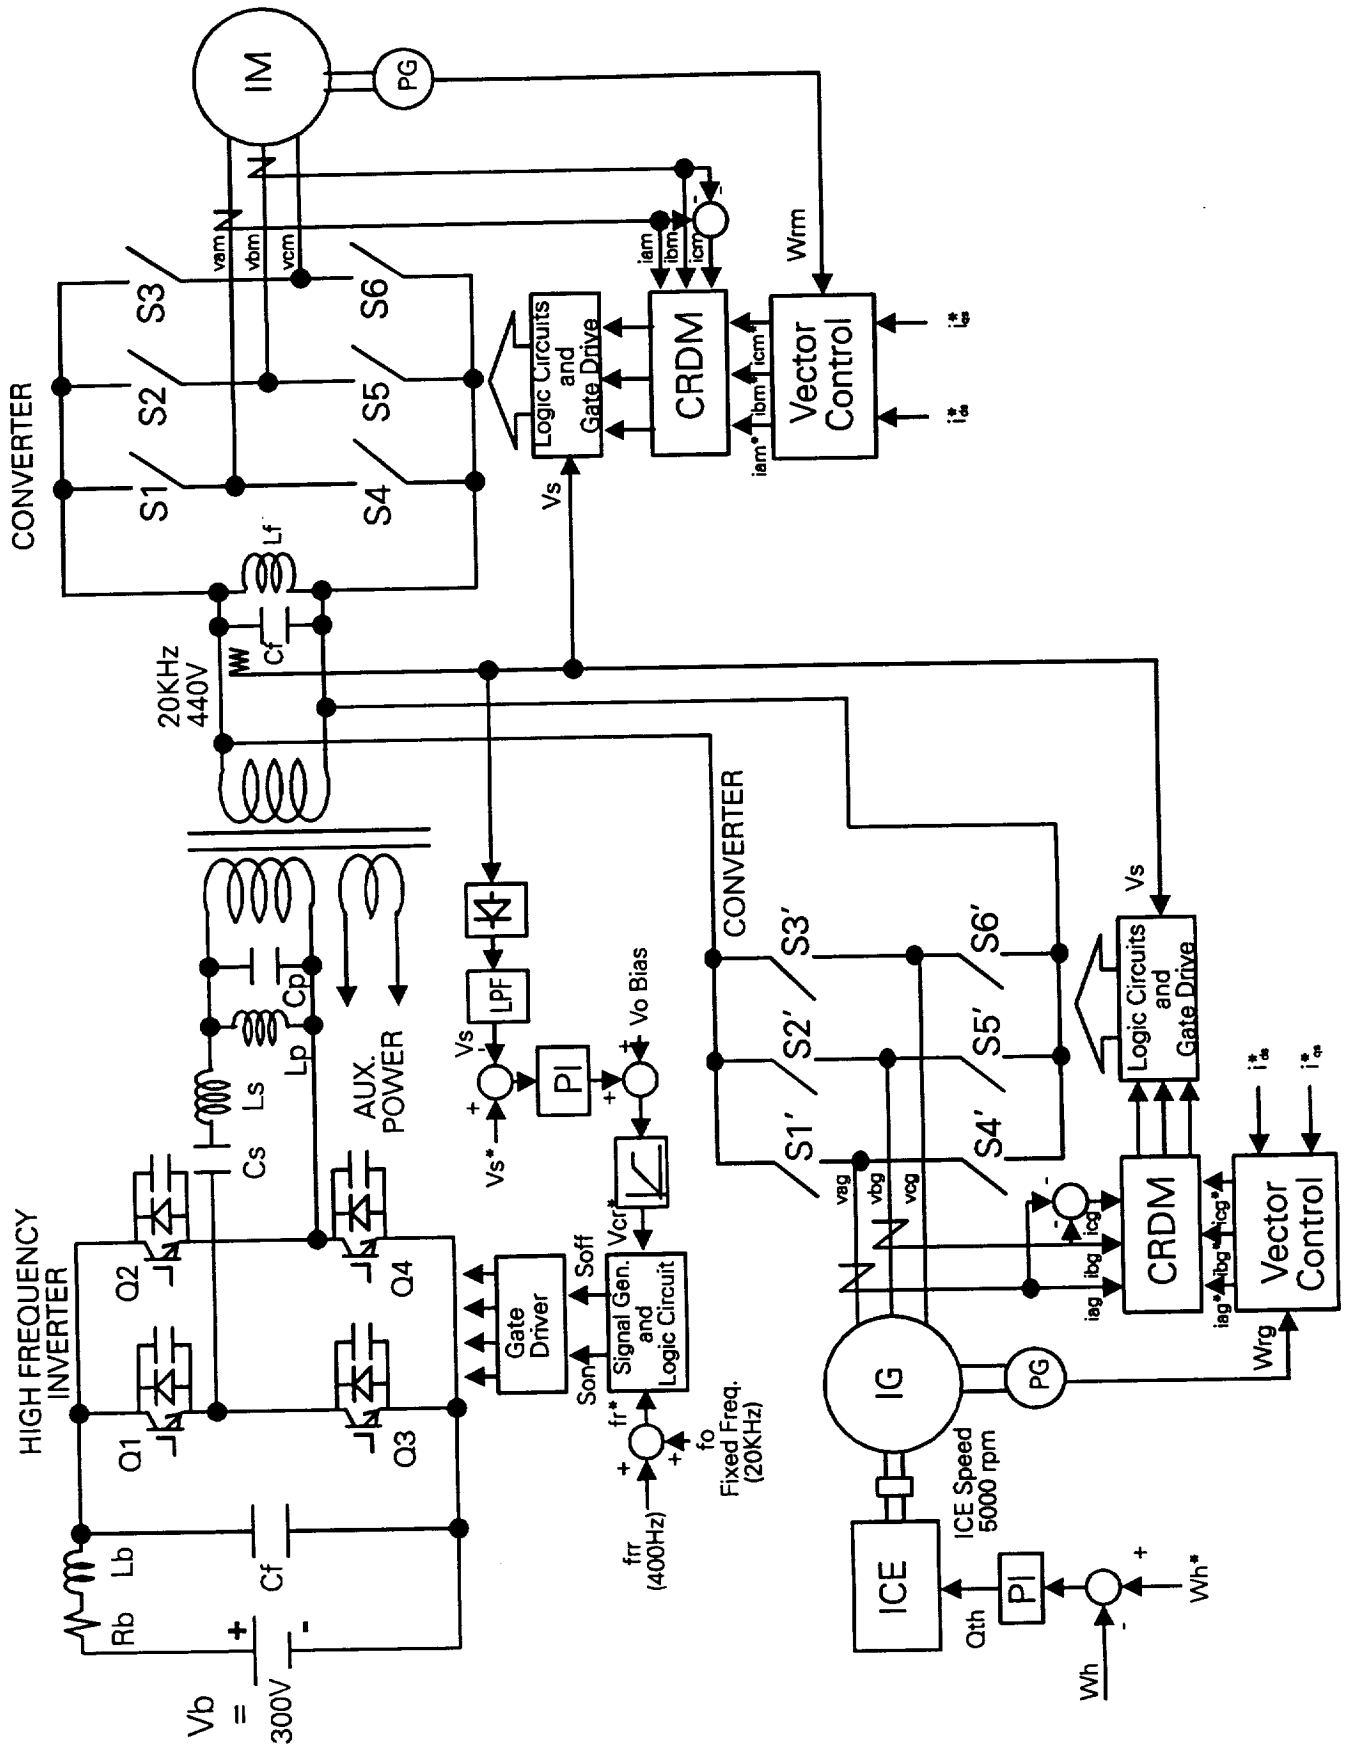 HIGH FREQUENCY
INVERTER
Vb
=
300V
+
-
Rb
Lb
Cf
Q1
Q2
Q3
Q4
Cs
Ls
Lp
Cp
AUX.
POWER
20KHz
440V
Cf
Lf
CONVERTER
S1
S2
S3
S4
S5
S6
vam
vbm
vcm
IM
PG
Gate
Driver
Son
Soff
Signal Gen.
and
Logic Circuit
fr*
+
+
frr
(400Hz)
fo
Fixed Freq.
(20KHz)
Vcr*
Vs*
+
-
Vs
LPF
PI
+
+
Vo Bias
Vs
Logic Circuits
and
Gate Drive
CRDM
iam
ibm
icm
-
-
iam*
ibm*
icm*
Vector
Control
Wrm
i*ds
i*qs
CONVERTER
S1'
S2'
S3'
S4'
S5'
S6'
vag
vbg
vcg
Vs
Logic Circuits
and
Gate Drive
ICE
ICE Speed
5000 rpm
IG
PG
Wrg
iag
ibg
icg
-
-
CRDM
iag*
ibg*
icg*
Vector
Control
i*ds
i*qs
Qth
PI
Wh
-
+
Wh*